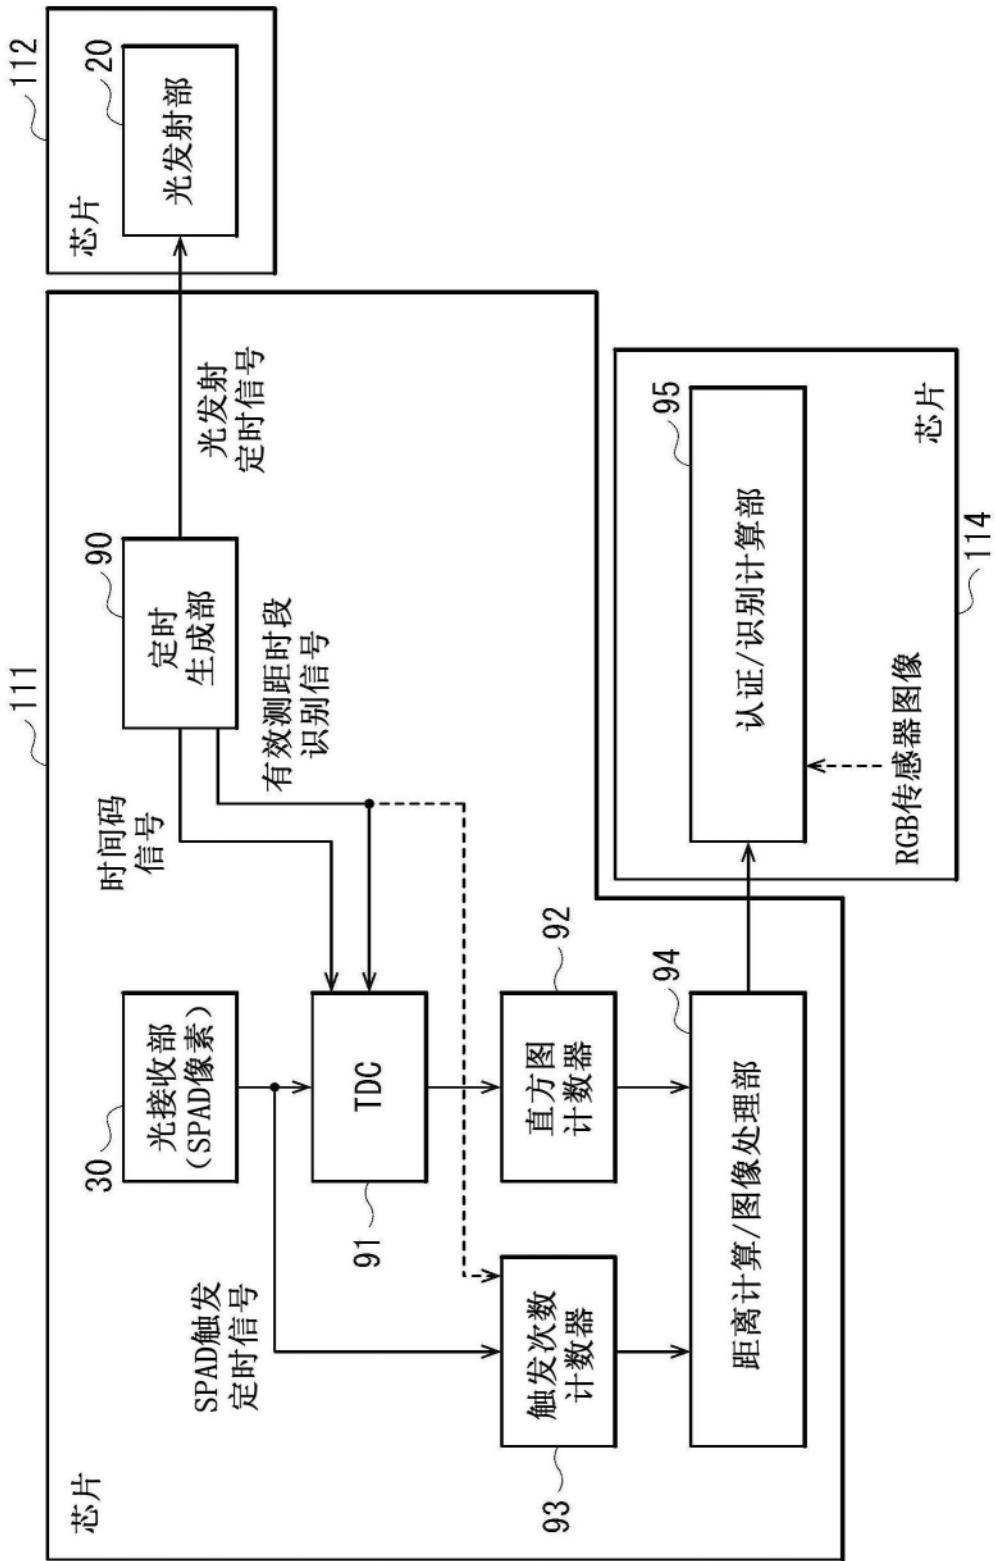 111
112
芯片
30
光接收部
(SPAD像素)
时间码
信号
90
定时
生成部
光发射
定时信号
芯片
20
光发射部
SPAD触发
定时信号
有效测距时段
识别信号
91
TDC
93
触发次数
计数器
92
直方图
计数器
94
距离计算/图像处理部
95
认证/识别计算部
RGB传感器图像
芯片
114